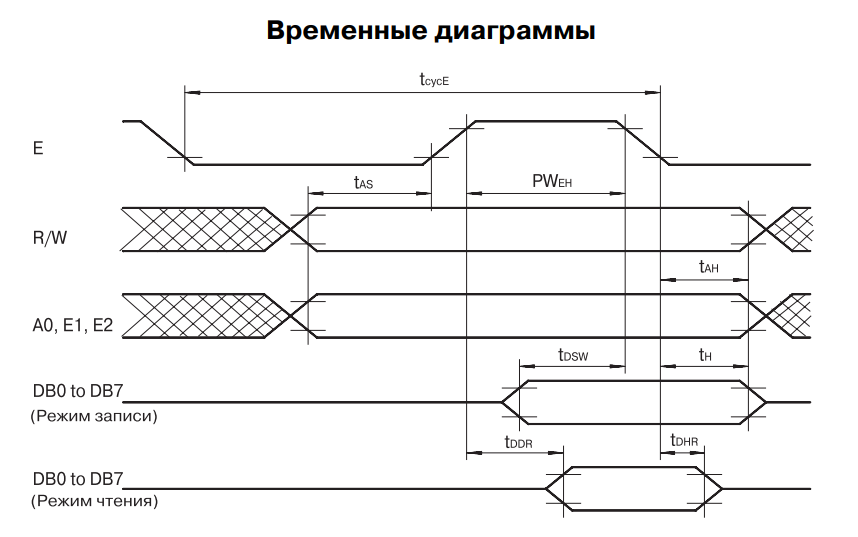 Временные диаграммы
tcycE
E
tAS
PWEH
R/W
tAH
A0, E1, E2
tDSW
tH
DB0 to DB7
(Режим записи)
tDDR
tDHR
DB0 to DB7
(Режим чтения)